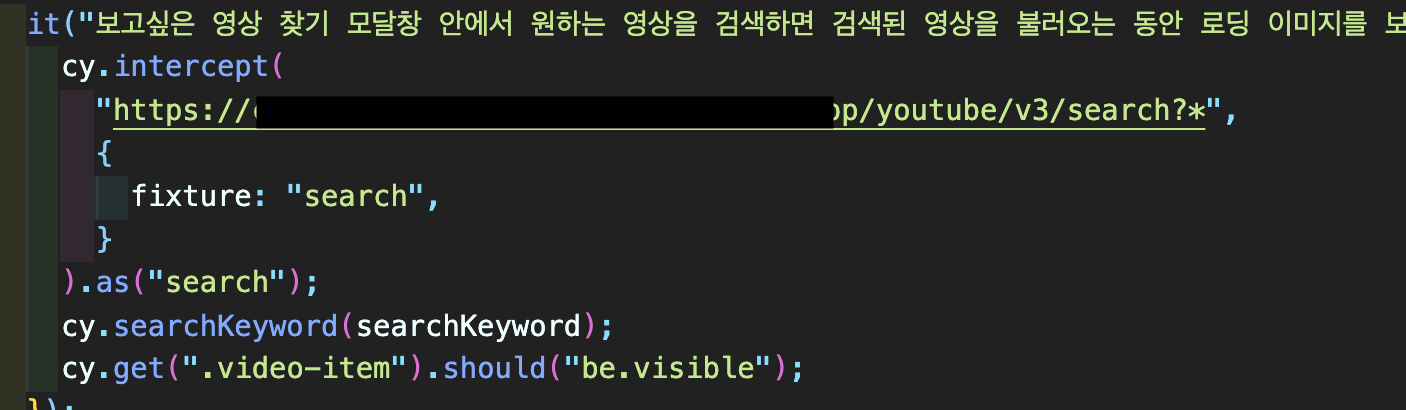 it("보고싶은 영상 찾기 모달창 안에서 원하는 영상을 검색하면 검색된 영상을 불러오는 동안 로딩 이미지를
cy.intercept(
"https:// pp/youtube/v3/search?*",
{
fixture: "search",
}
).as("search");
cy.searchKeyword(searchKeyword);
cy.get(".video-item").should("be.visible");
});